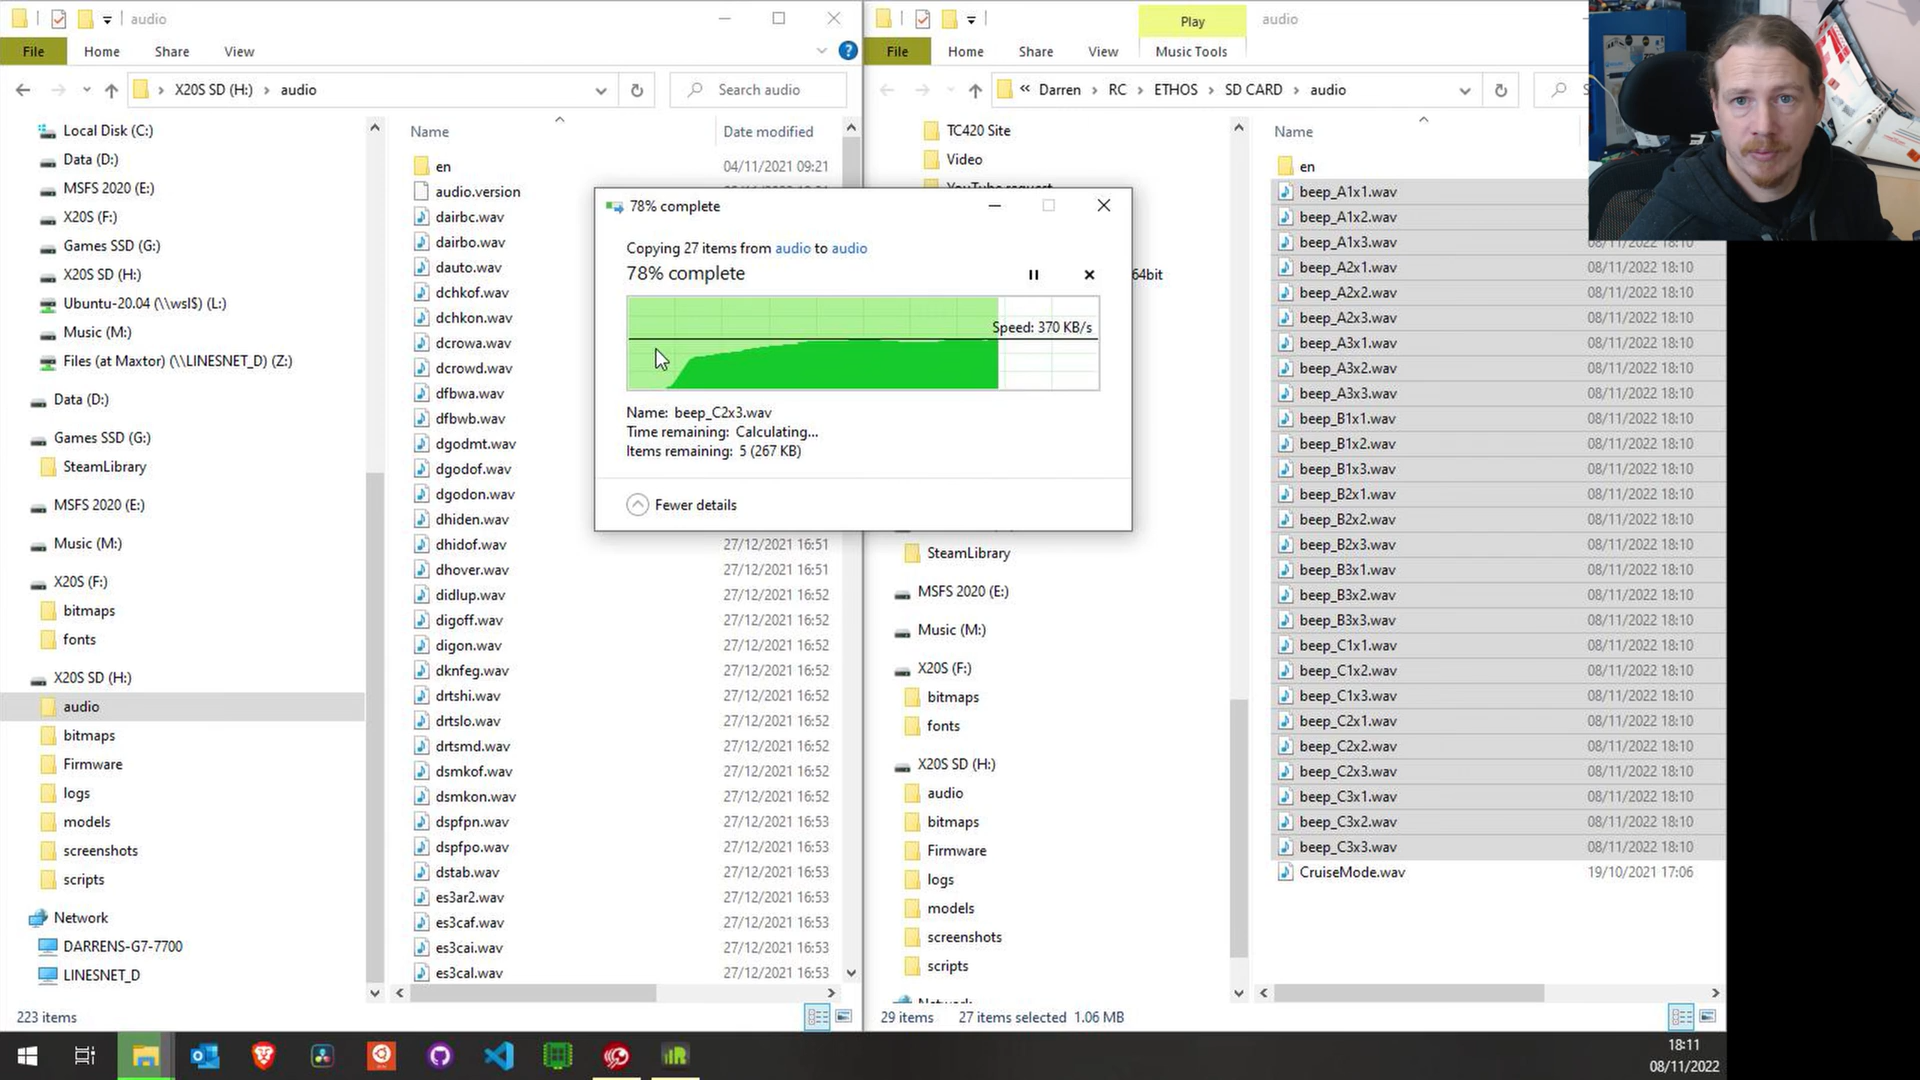 audio
File
Home
Share
View
X20S SD (H:)
audio
Search audio
Local Disk (C:)
Data (D:)
MSFS 2020 (E:)
X20S (F:)
Games SSD (G:)
X20S SD (H:)
Ubuntu-20.04 (\\wsl$) (L:)
Music (M:)
Files (at Maxtor) (\\LINESNET_D) (Z:)
Data (D:)
Games SSD (G:)
SteamLibrary
MSFS 2020 (E:)
Music (M:)
X20S (F:)
bitmaps
fonts
X20S SD (H:)
audio
bitmaps
Firmware
logs
models
screenshots
scripts
Network
DARRENS-G7-7700
LINESNET_D
Name Date modified
en 04/11/2021 09:21
audio.version
dairbc.wav
dairbo.wav
dauto.wav
dchkof.wav
dchkon.wav
dcrowa.wav
dcrowd.wav
dfbwa.wav
dfbwb.wav
dgodmt.wav
dgodof.wav
dgodon.wav
dhiden.wav
dhidof.wav 27/12/2021 16:51
dhover.wav 27/12/2021 16:51
didlup.wav 27/12/2021 16:52
digoff.wav 27/12/2021 16:52
digon.wav 27/12/2021 16:52
dknfeg.wav 27/12/2021 16:52
drtshi.wav 27/12/2021 16:52
drtslo.wav 27/12/2021 16:52
drtsmd.wav 27/12/2021 16:52
dsmkof.wav 27/12/2021 16:52
dsmkon.wav 27/12/2021 16:52
dspfpn.wav 27/12/2021 16:53
dspfpo.wav 27/12/2021 16:53
dstab.wav 27/12/2021 16:53
es3ar2.wav 27/12/2021 16:53
es3caf.wav 27/12/2021 16:53
es3cai.wav 27/12/2021 16:53
es3cal.wav 27/12/2021 16:53
223 items
78% complete
Copying 27 items from audio to audio
78% complete
Speed: 370 KB/s
Name: beep_C2x3.wav
Time remaining: Calculating...
Items remaining: 5 (267 KB)
Fewer details
Play
audio
File
Home
Share
View
Music Tools
« Darren
RC
ETHOS
SD CARD
audio
TC420 Site
Video
YouTube request
64bit
SteamLibrary
MSFS 2020 (E:)
Music (M:)
X20S (F:)
bitmaps
fonts
X20S SD (H:)
audio
bitmaps
Firmware
logs
models
screenshots
scripts
Network
Name
en
beep_A1x1.wav
beep_A1x2.wav
beep_A1x3.wav 08/11/2022 18:10
beep_A2x1.wav 08/11/2022 18:10
beep_A2x2.wav 08/11/2022 18:10
beep_A2x3.wav 08/11/2022 18:10
beep_A3x1.wav 08/11/2022 18:10
beep_A3x2.wav 08/11/2022 18:10
beep_A3x3.wav 08/11/2022 18:10
beep_B1x1.wav 08/11/2022 18:10
beep_B1x2.wav 08/11/2022 18:10
beep_B1x3.wav 08/11/2022 18:10
beep_B2x1.wav 08/11/2022 18:10
beep_B2x2.wav 08/11/2022 18:10
beep_B2x3.wav 08/11/2022 18:10
beep_B3x1.wav 08/11/2022 18:10
beep_B3x2.wav 08/11/2022 18:10
beep_B3x3.wav 08/11/2022 18:10
beep_C1x1.wav 08/11/2022 18:10
beep_C1x2.wav 08/11/2022 18:10
beep_C1x3.wav 08/11/2022 18:10
beep_C2x1.wav 08/11/2022 18:10
beep_C2x2.wav 08/11/2022 18:10
beep_C2x3.wav 08/11/2022 18:10
beep_C3x1.wav 08/11/2022 18:10
beep_C3x2.wav 08/11/2022 18:10
beep_C3x3.wav 08/11/2022 18:10
CruiseMode.wav 19/10/2021 17:06
29 items 27 items selected 1.06 MB
18:11
08/11/2022